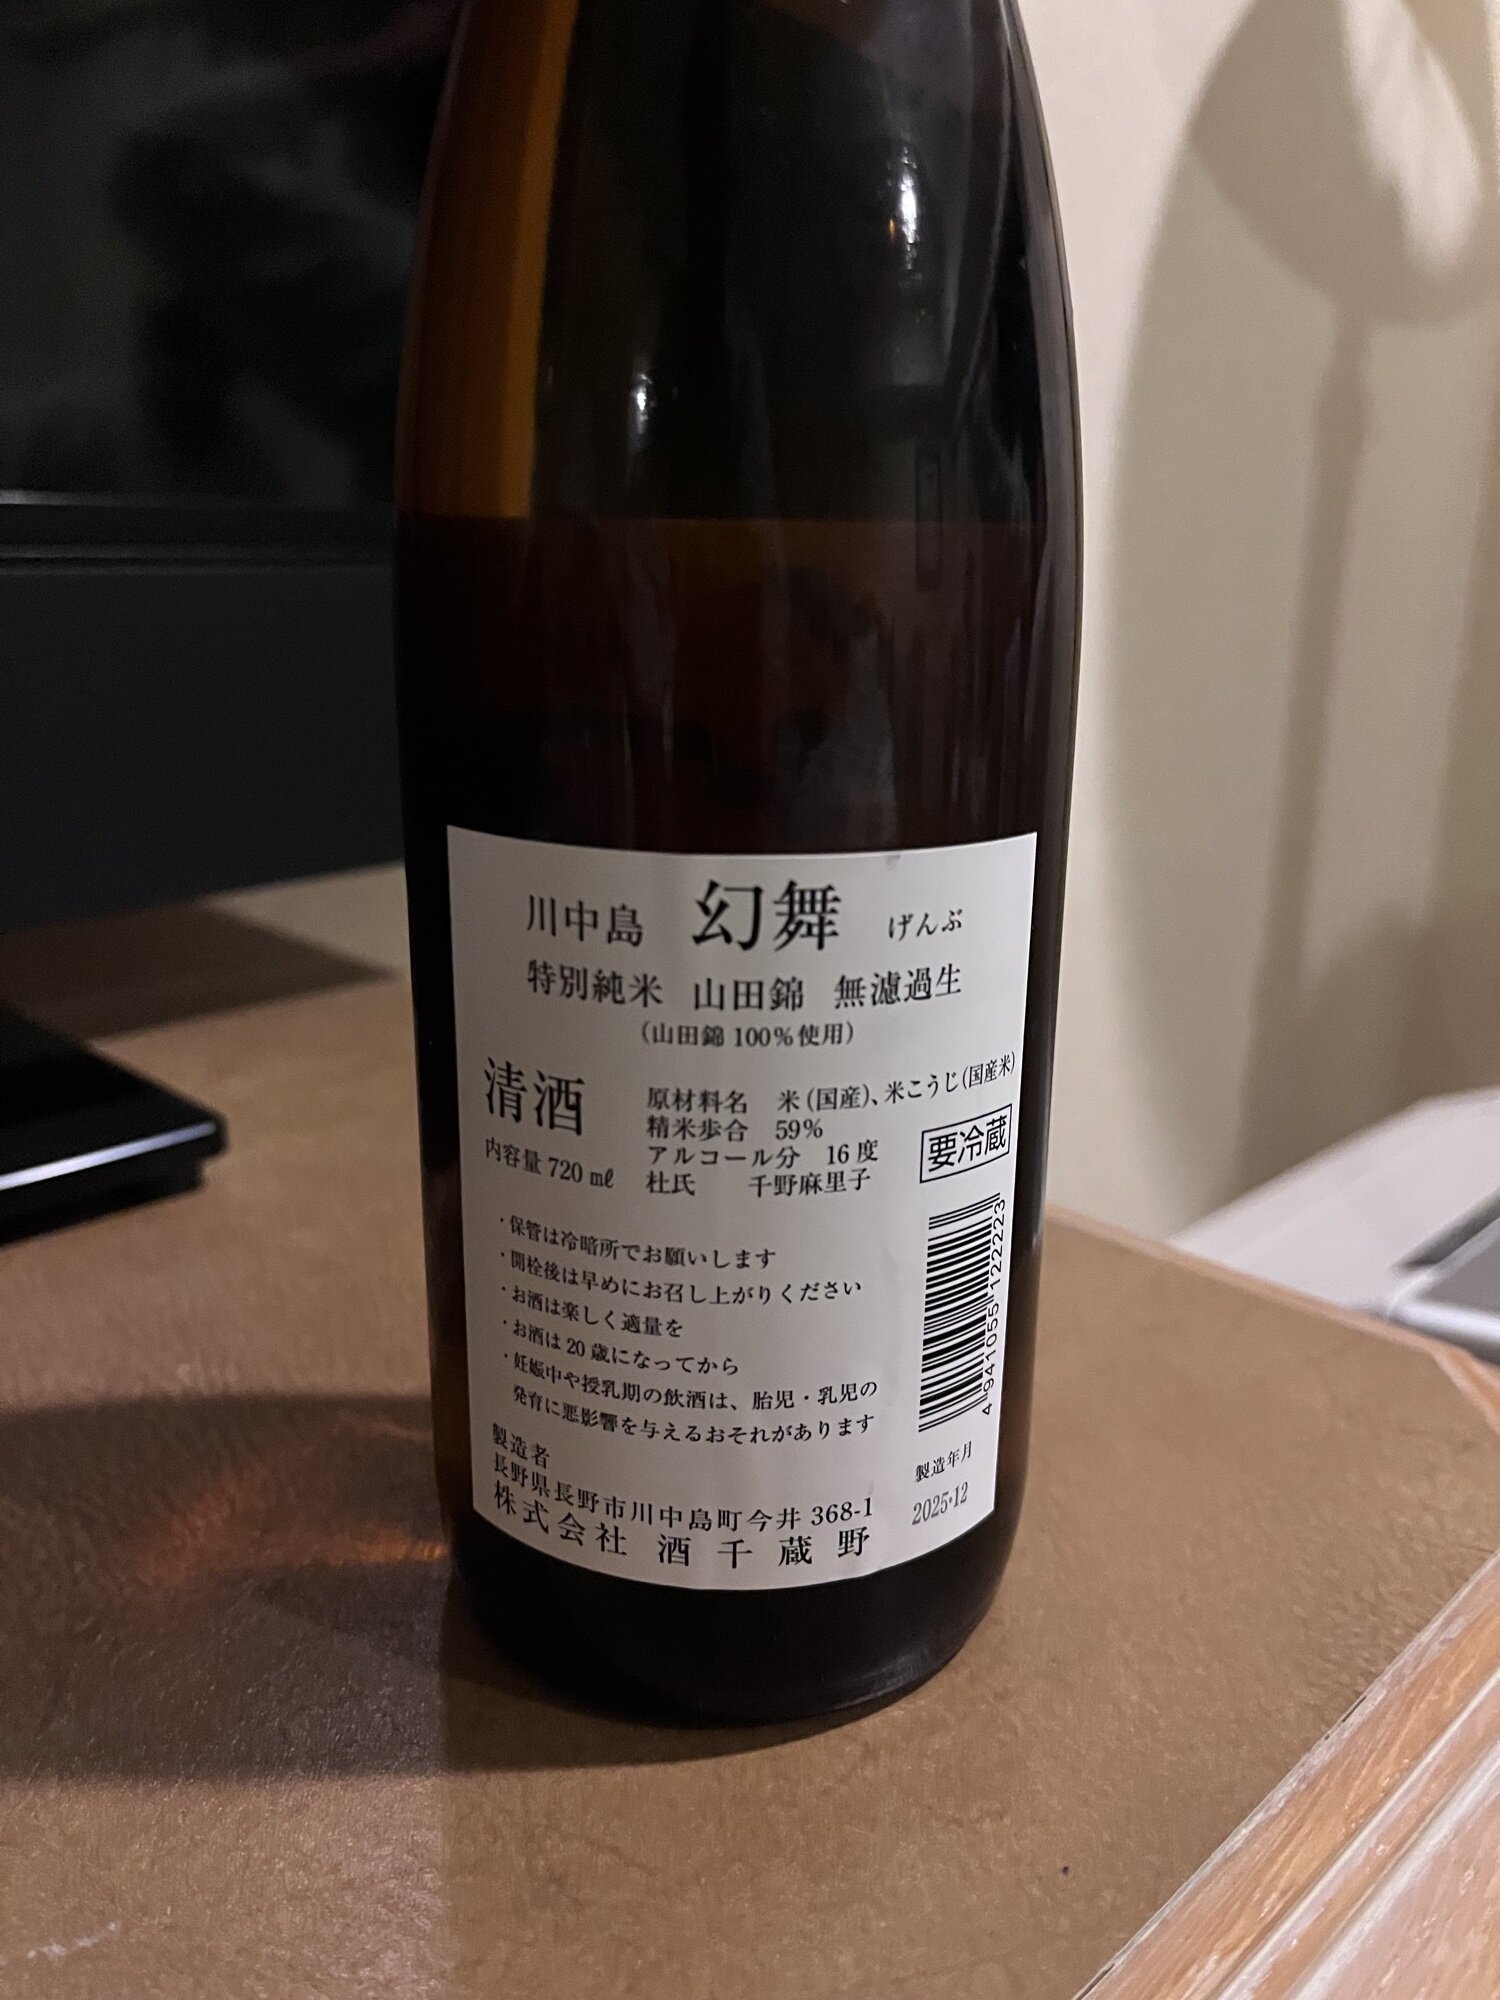 川中島 幻舞 げんぶ
特別純米 山田錦 無濾過生
(山田錦100%使用)
清酒
内容量 720㎖
原材料名 米(国産)、米こうじ(国産米)
精米歩合 59%
アルコール分 16度
杜氏 千野麻里子
要冷蔵
・保管は冷暗所でお願いします
・開栓後は早めにお召し上がりください
・お酒は楽しく適量を
・お酒は20歳になってから
・妊娠中や授乳期の飲酒は、胎児・乳児の
発育に悪影響を与えるおそれがあります
4941055122223
製造者
長野県長野市川中島町今井368-1
株式会社 酒千蔵野
製造年月
2025・12